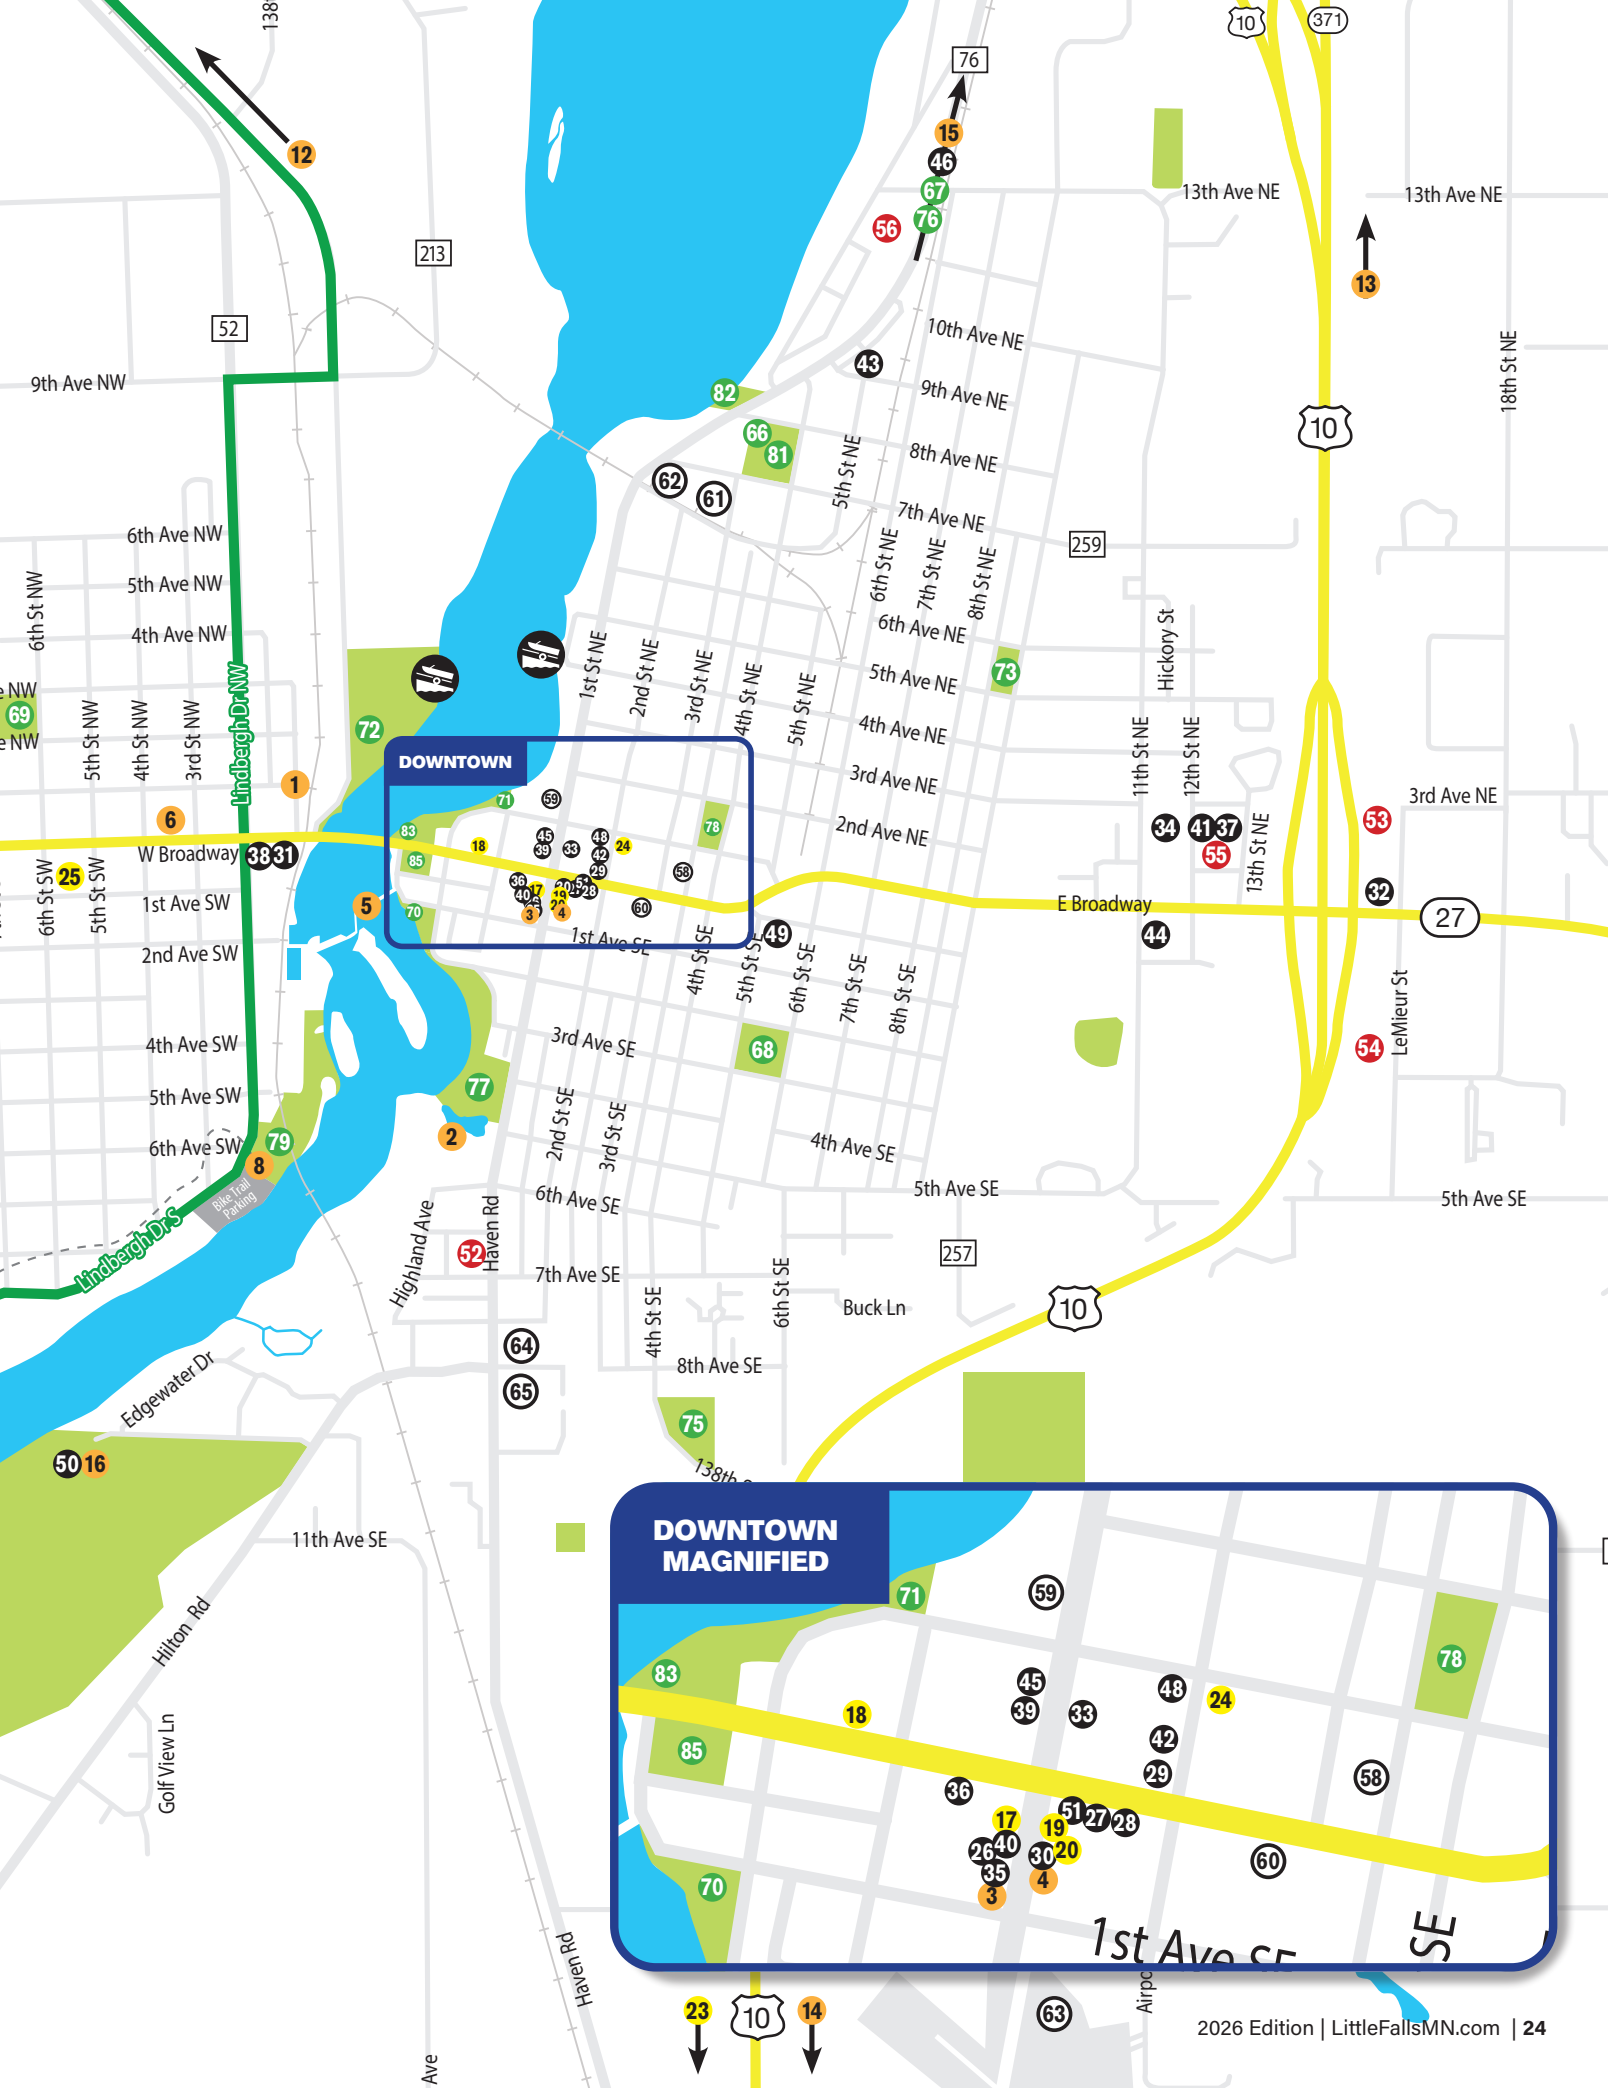 138
10
371
76
12
15
46
67
76
56
13th Ave NE
13th Ave NE
213
13
52
10th Ave NE
18th St NE
43
9th Ave NW
82
9th Ave NE
10
66
81
8th Ave NE
5th St NE
62
61
7th Ave NE
6th Ave NW
259
6th St NE
7th St NE
8th St NE
5th Ave NW
6th St NW
4th Ave NW
6th Ave NE
Hickory St
1st St NE
2nd St NE
3rd St NE
4th St NE
5th St NE
5th Ave NE
73
e NW
69
e NW
Lindbergh Dr NW
5th St NW
4th St NW
3rd St NW
72
4th Ave NE
11th St NE
12th St NE
DOWNTOWN
3rd Ave NE
1
71
59
3rd Ave NE
6
83
45
48
78
2nd Ave NE
34
41
37
53
18
39
33
42
24
W Broadway
38
31
85
55
13th St NE
29
58
25
36
17
51
28
32
40
19
6th St SW
5th St SW
1st Ave SW
5
70
3
4
60
E Broadway
27
44
49
1st Ave SE
2nd Ave SW
4th St SE
5th St SE
6th St SE
7th St SE
8th St SE
LeMieur St
4th Ave SW
3rd Ave SE
68
54
5th Ave SW
77
2nd St SE
3rd St SE
6th Ave SW
79
2
4th Ave SE
8
Bike Trail
Parking
5th Ave SE
5th Ave SE
6th Ave SE
Lindbergh Dr S
Highland Ave
Haven Rd
52
257
7th Ave SE
6th St SE
4th St SE
Buck Ln
10
64
Edgewater Dr
8th Ave SE
65
75
50
16
138th
11th Ave SE
DOWNTOWN
MAGNIFIED
59
71
Hilton Rd
78
83
45
48
24
39
33
18
42
85
29
58
Golf View Ln
36
51
27
28
17
19
26
40
30
20
60
35
4
3
70
1st Ave SE
SE
Haven Rd
Airpo
23
10
14
63
2026 Edition | LittleFallsMN.com | 24
Ave